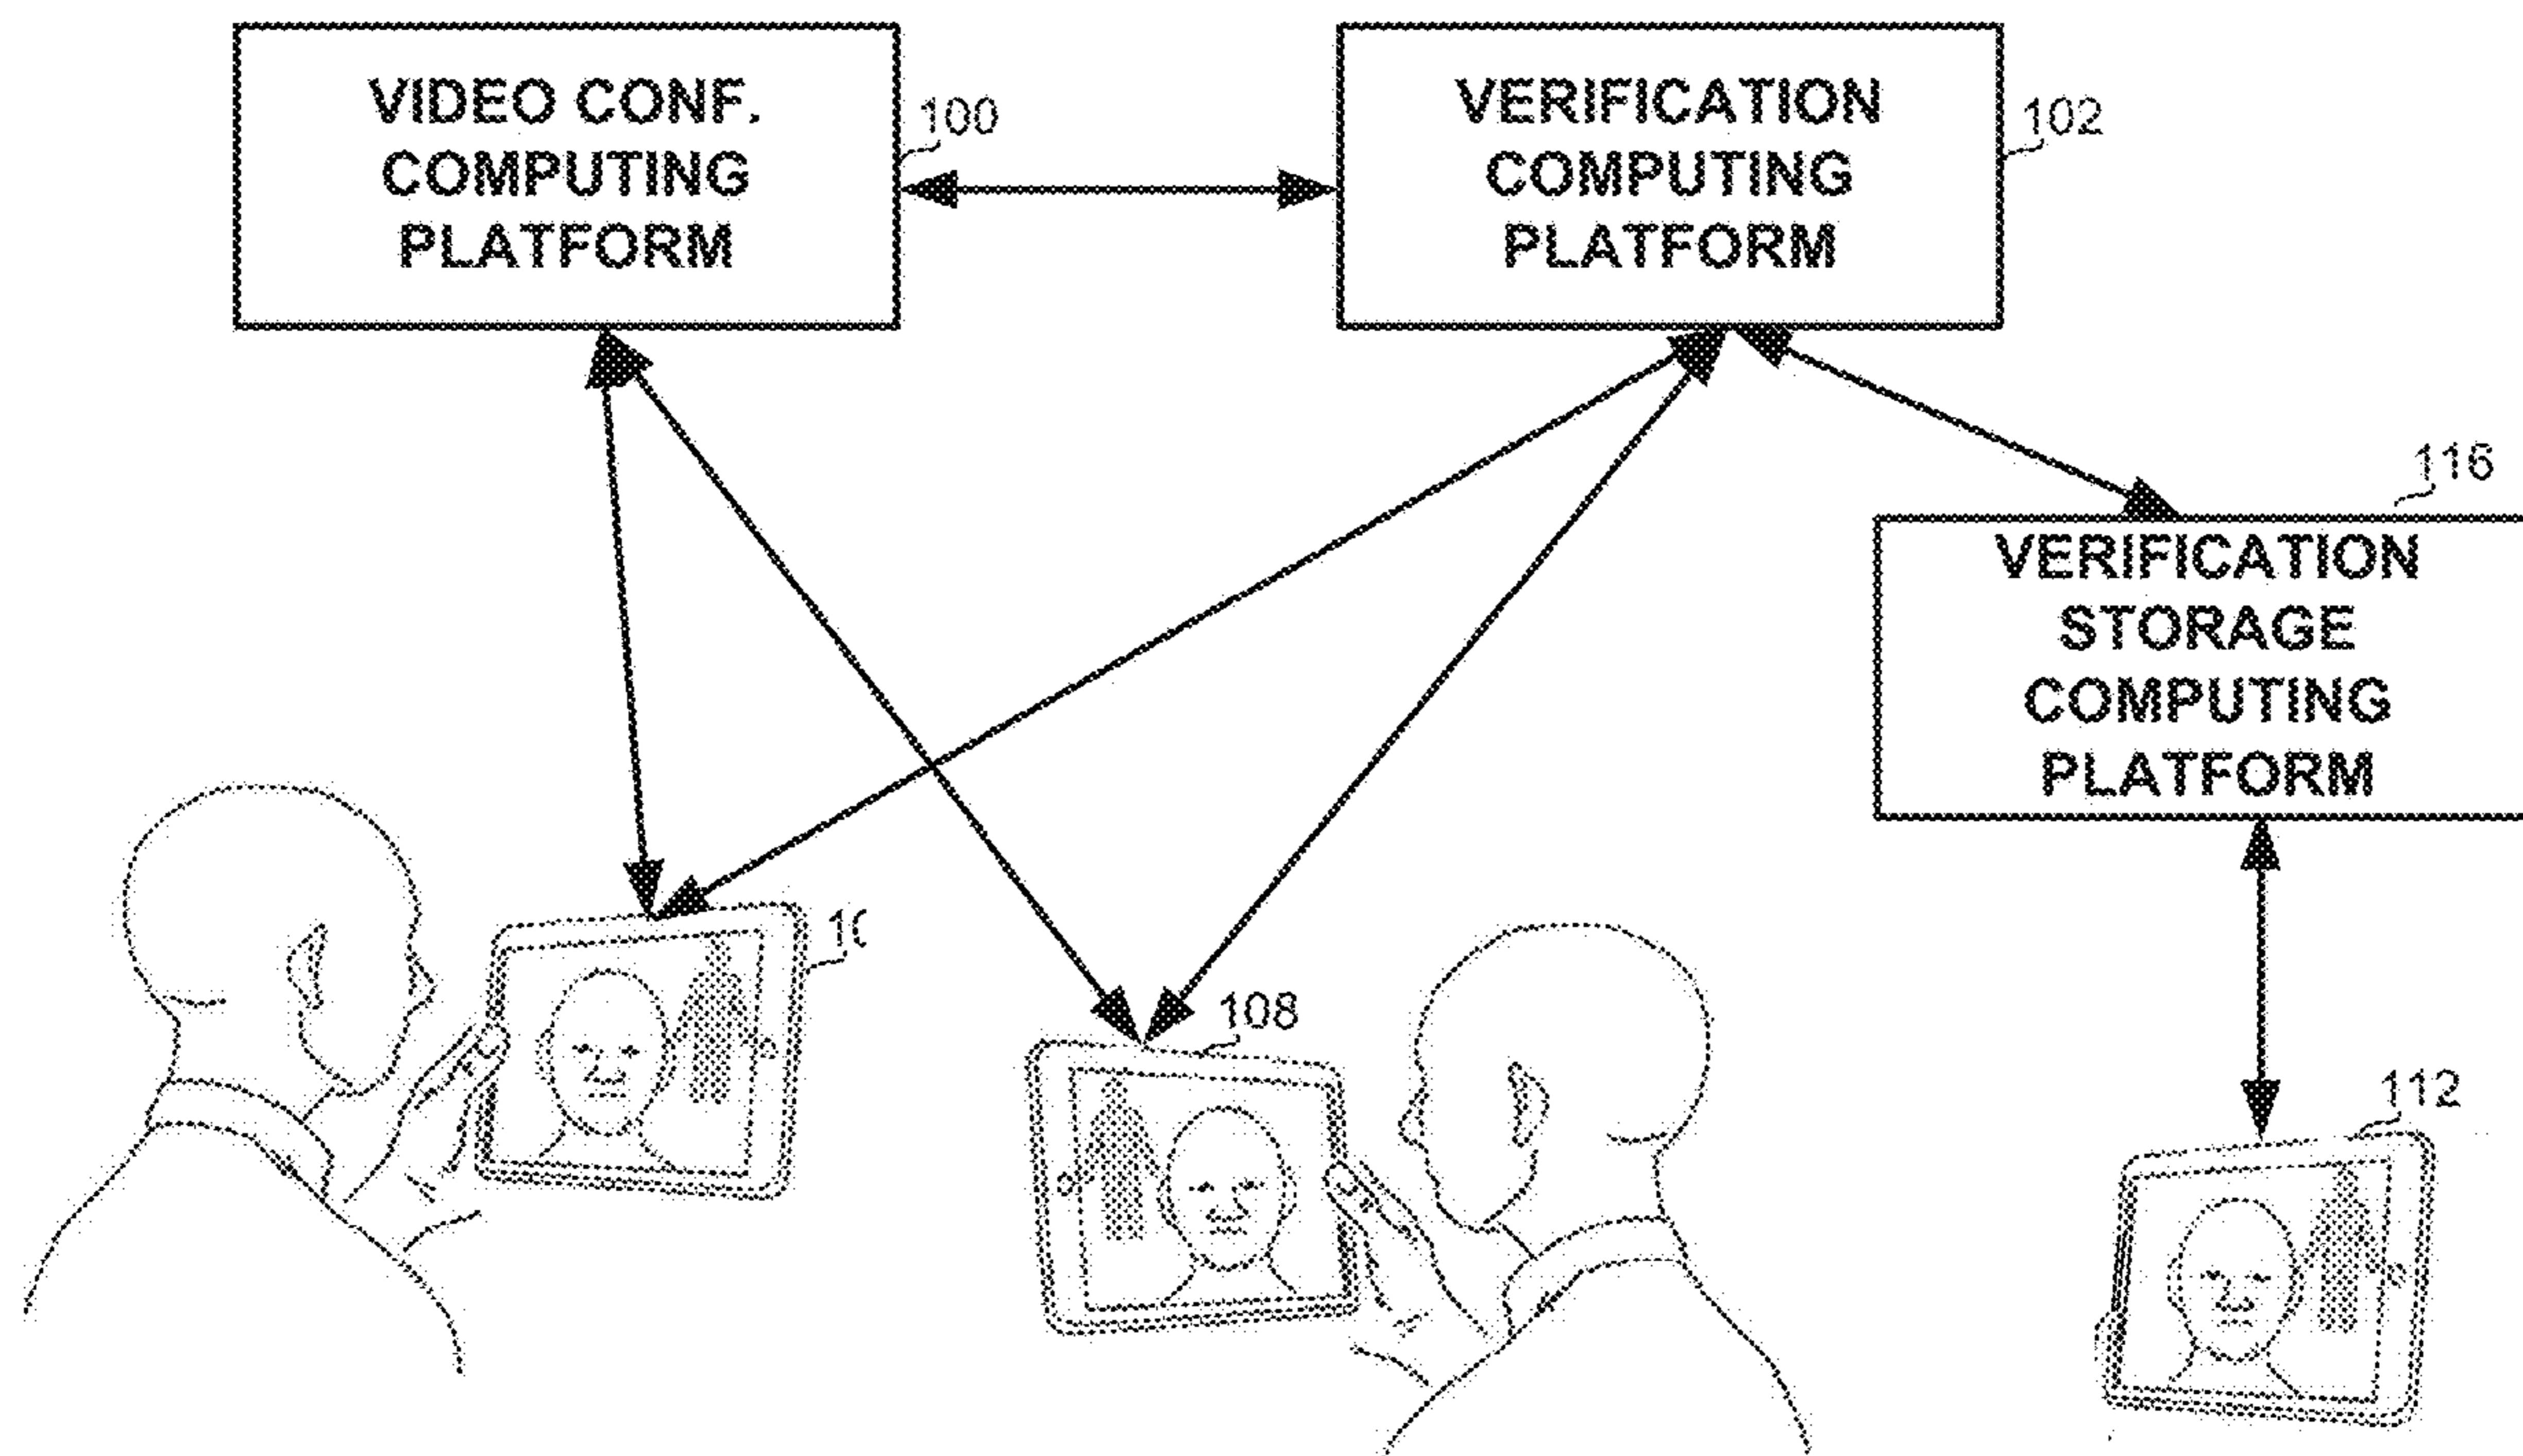 VIDEO CONF.
COMPUTING
PLATFORM
100
VERIFICATION
COMPUTING
PLATFORM
102
116
VERIFICATION
STORAGE
COMPUTING
PLATFORM
108
112